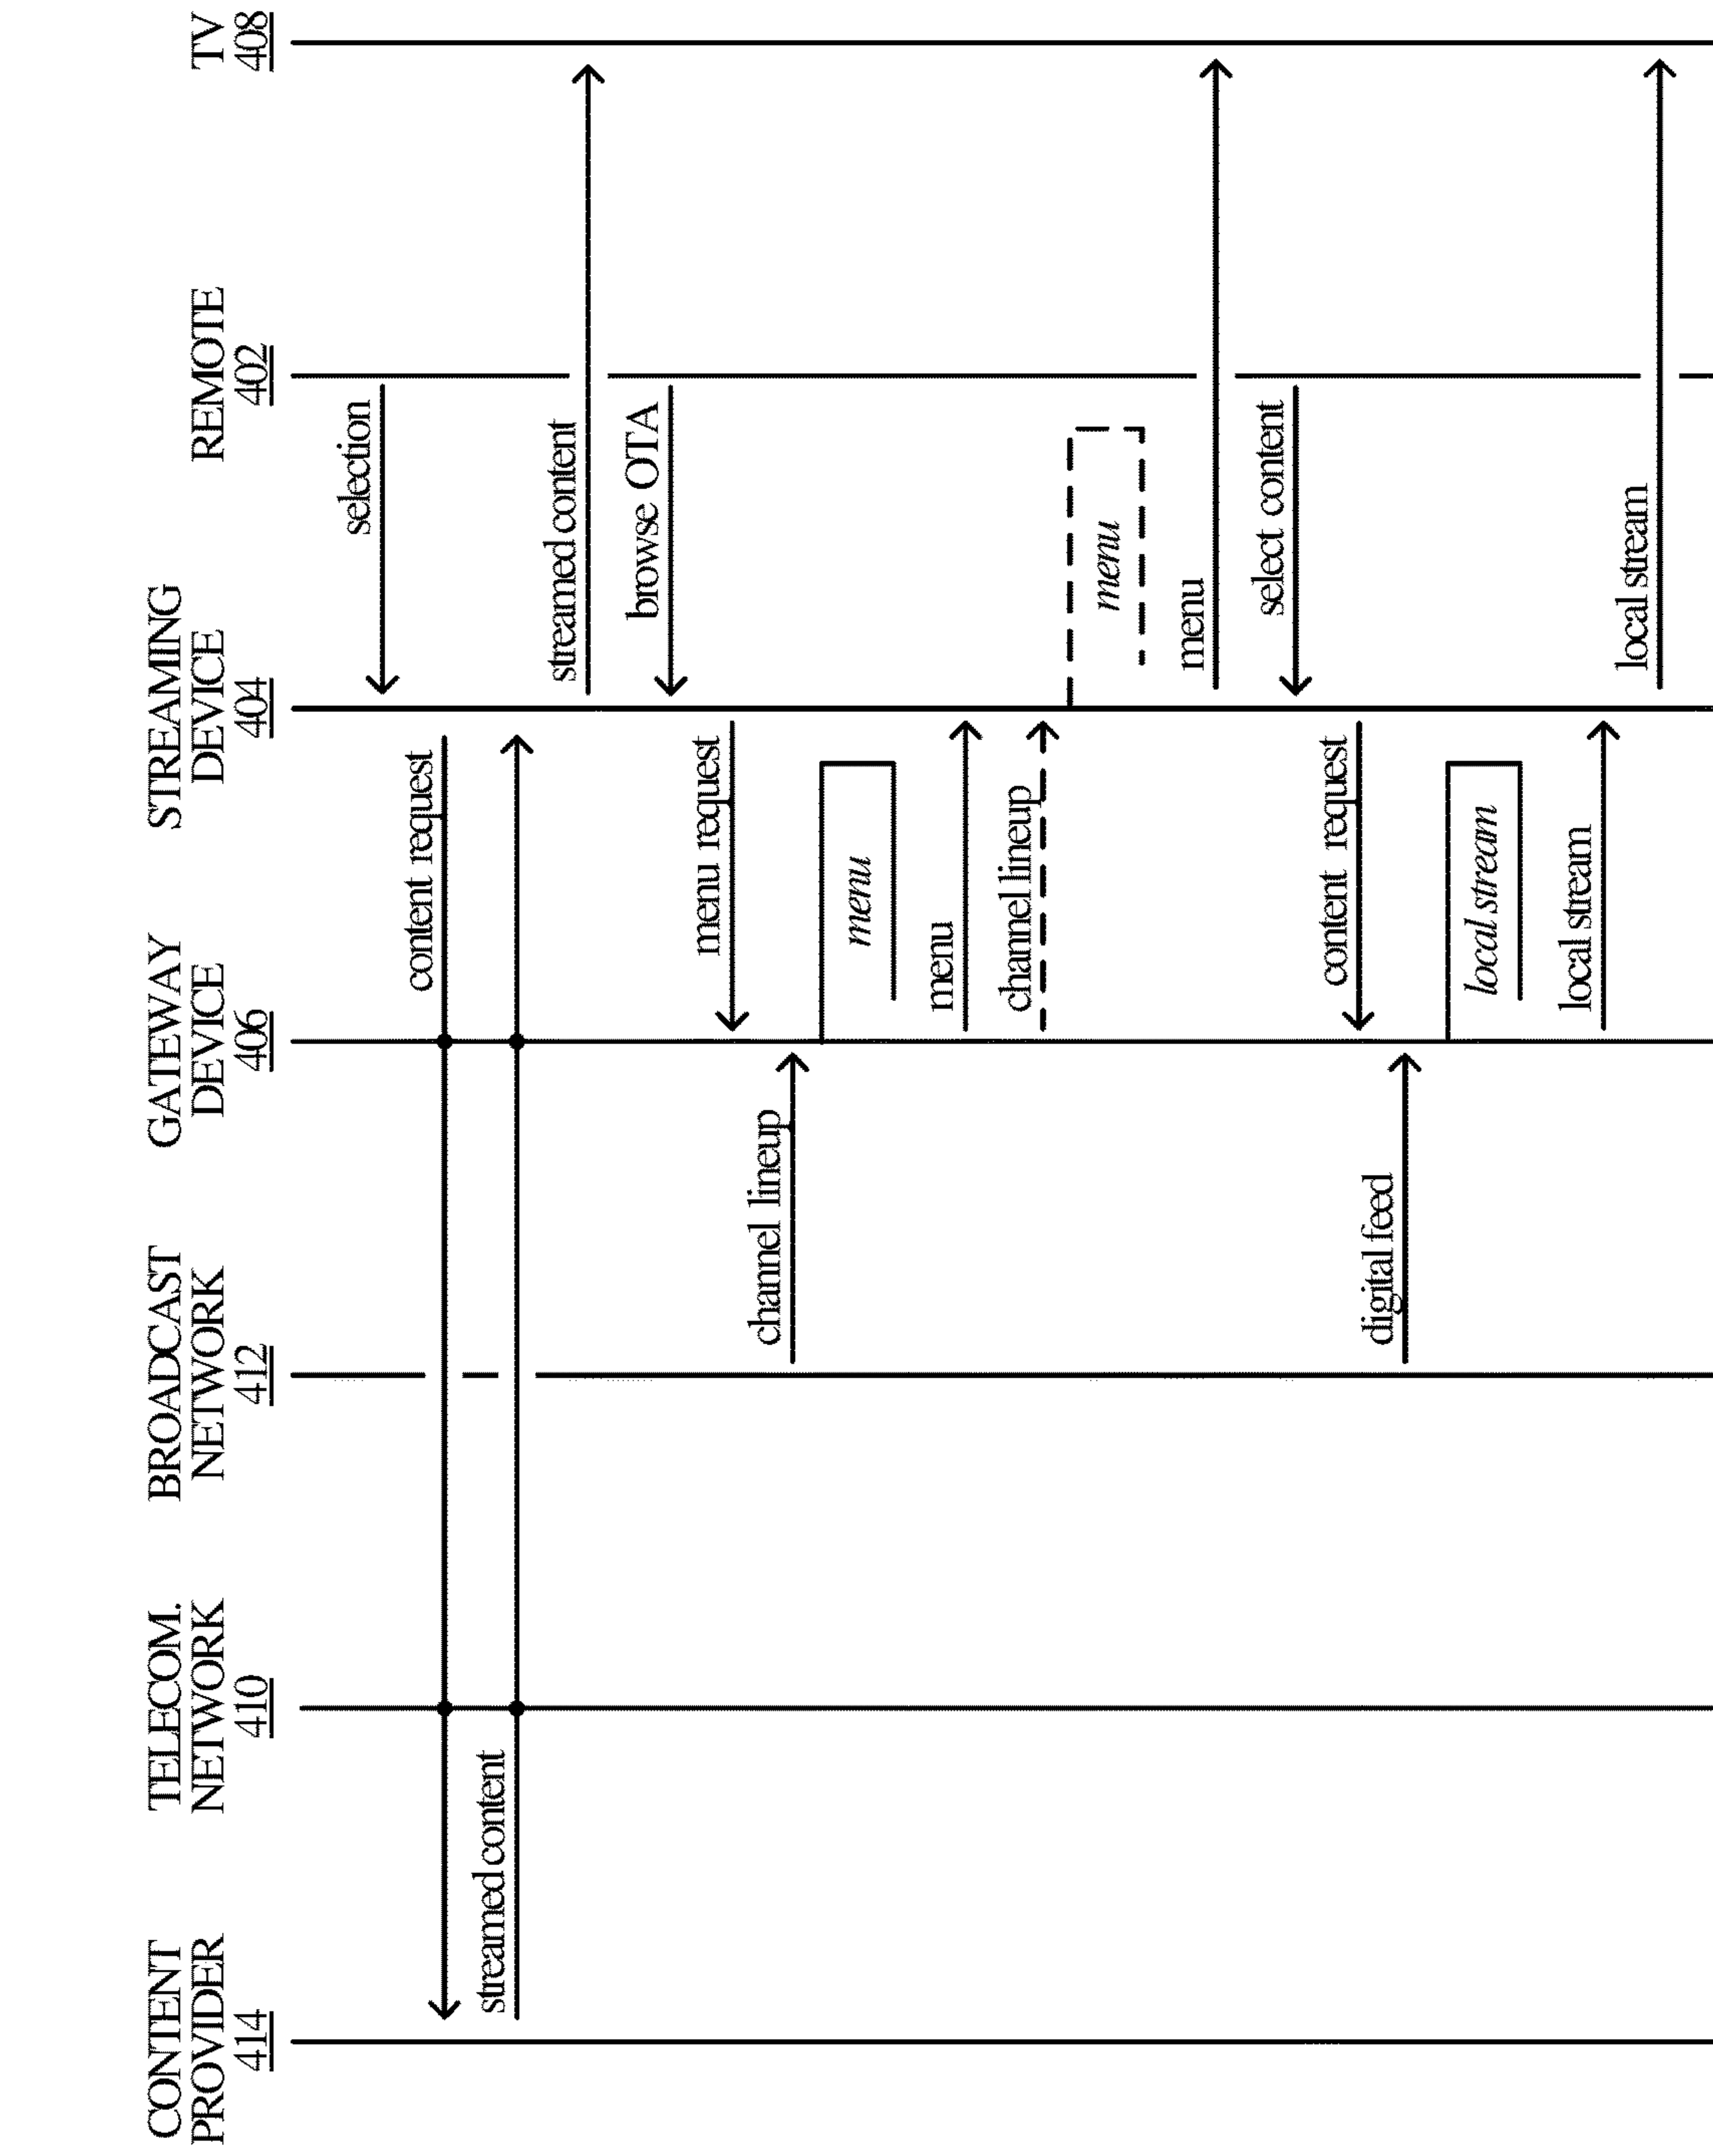 CONTENT
PROVIDER
414
TELECOM.
NETWORK
410
BROADCAST
NETWORK
412
GATEWAY
DEVICE
406
STREAMING
DEVICE
404
REMOTE
402
TV
408
selection
content request
streamed content
streamed content
browse OTA
menu request
channel lineup
menu
menu
channel lineup
menu
menu
select content
content request
digital feed
local stream
local stream
local stream